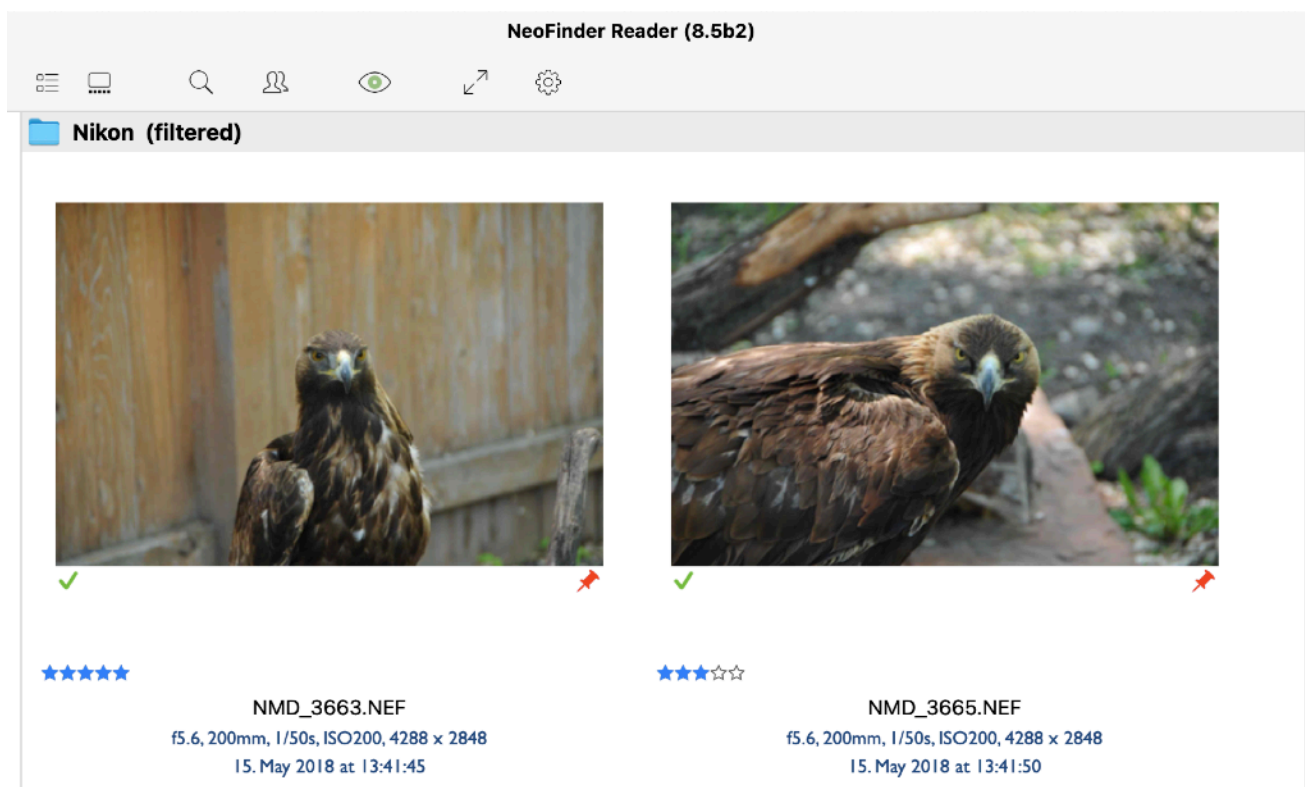 NeoFinder Reader (8.5b2)
Nikon (filtered)
NMD_3663.NEF
f5.6, 200mm, 1/50s, ISO200, 4288 x 2848
15. May 2018 at 13:41:45
NMD_3665.NEF
f5.6, 200mm, 1/50s, ISO200, 4288 x 2848
15. May 2018 at 13:41:50